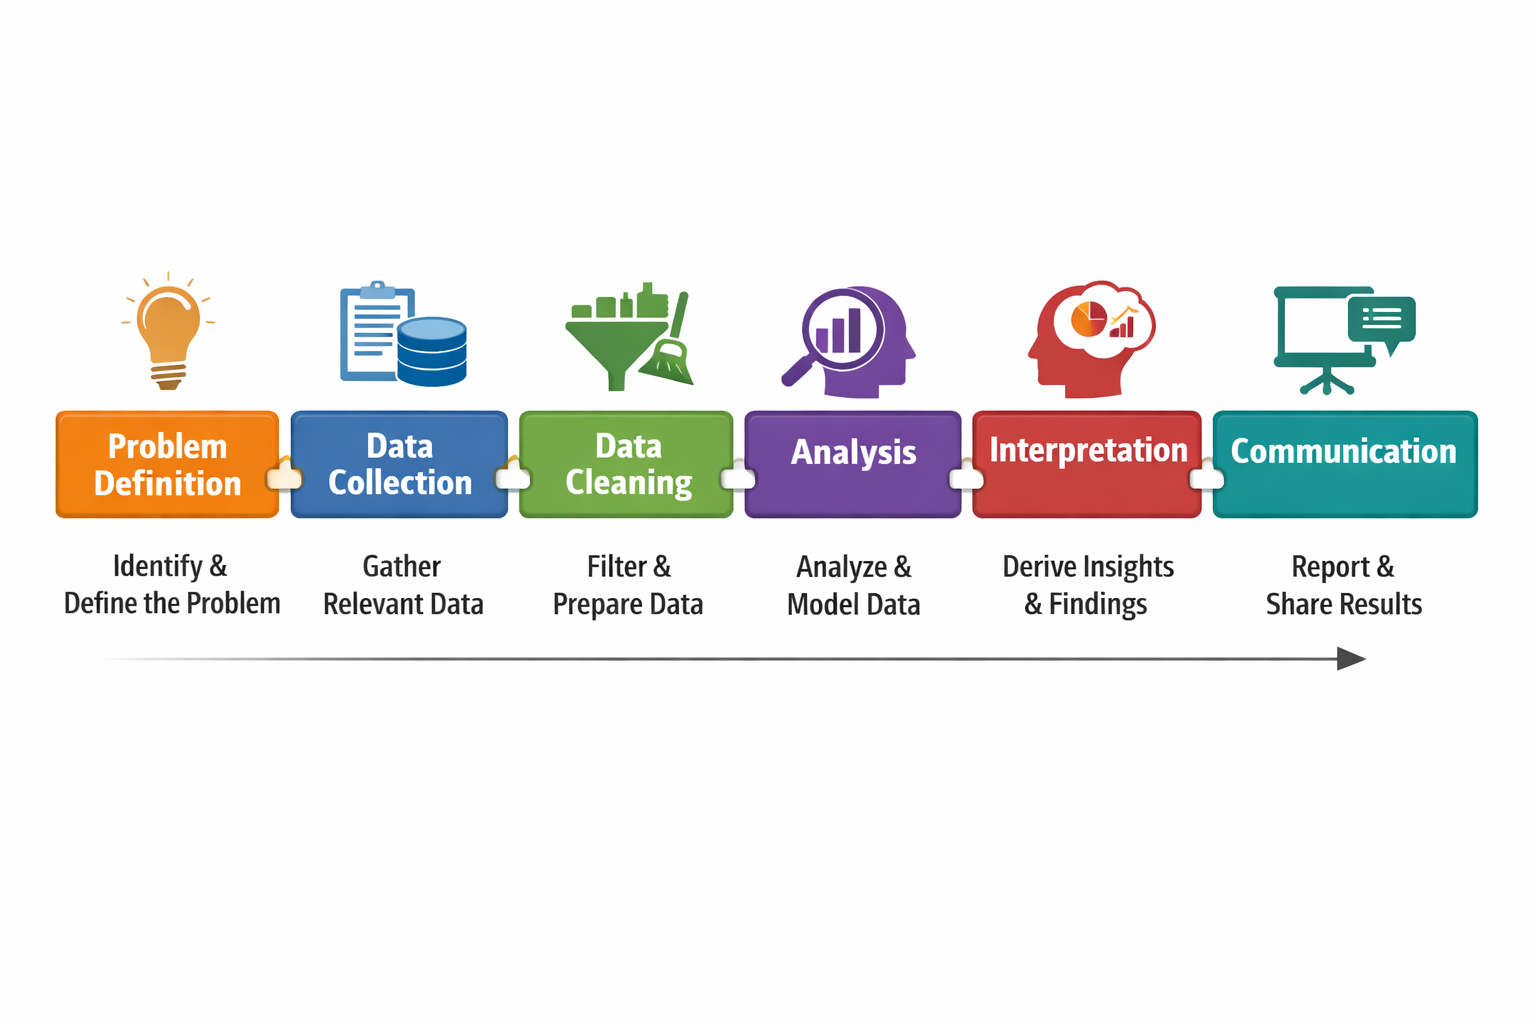 Problem
Definition
Data
Collection
Data
Cleaning
Analysis
Interpretation
Communication
Identify &
Define the Problem
Gather
Relevant Data
Filter &
Prepare Data
Analyze &
Model Data
Derive Insights
& Findings
Report &
Share Results